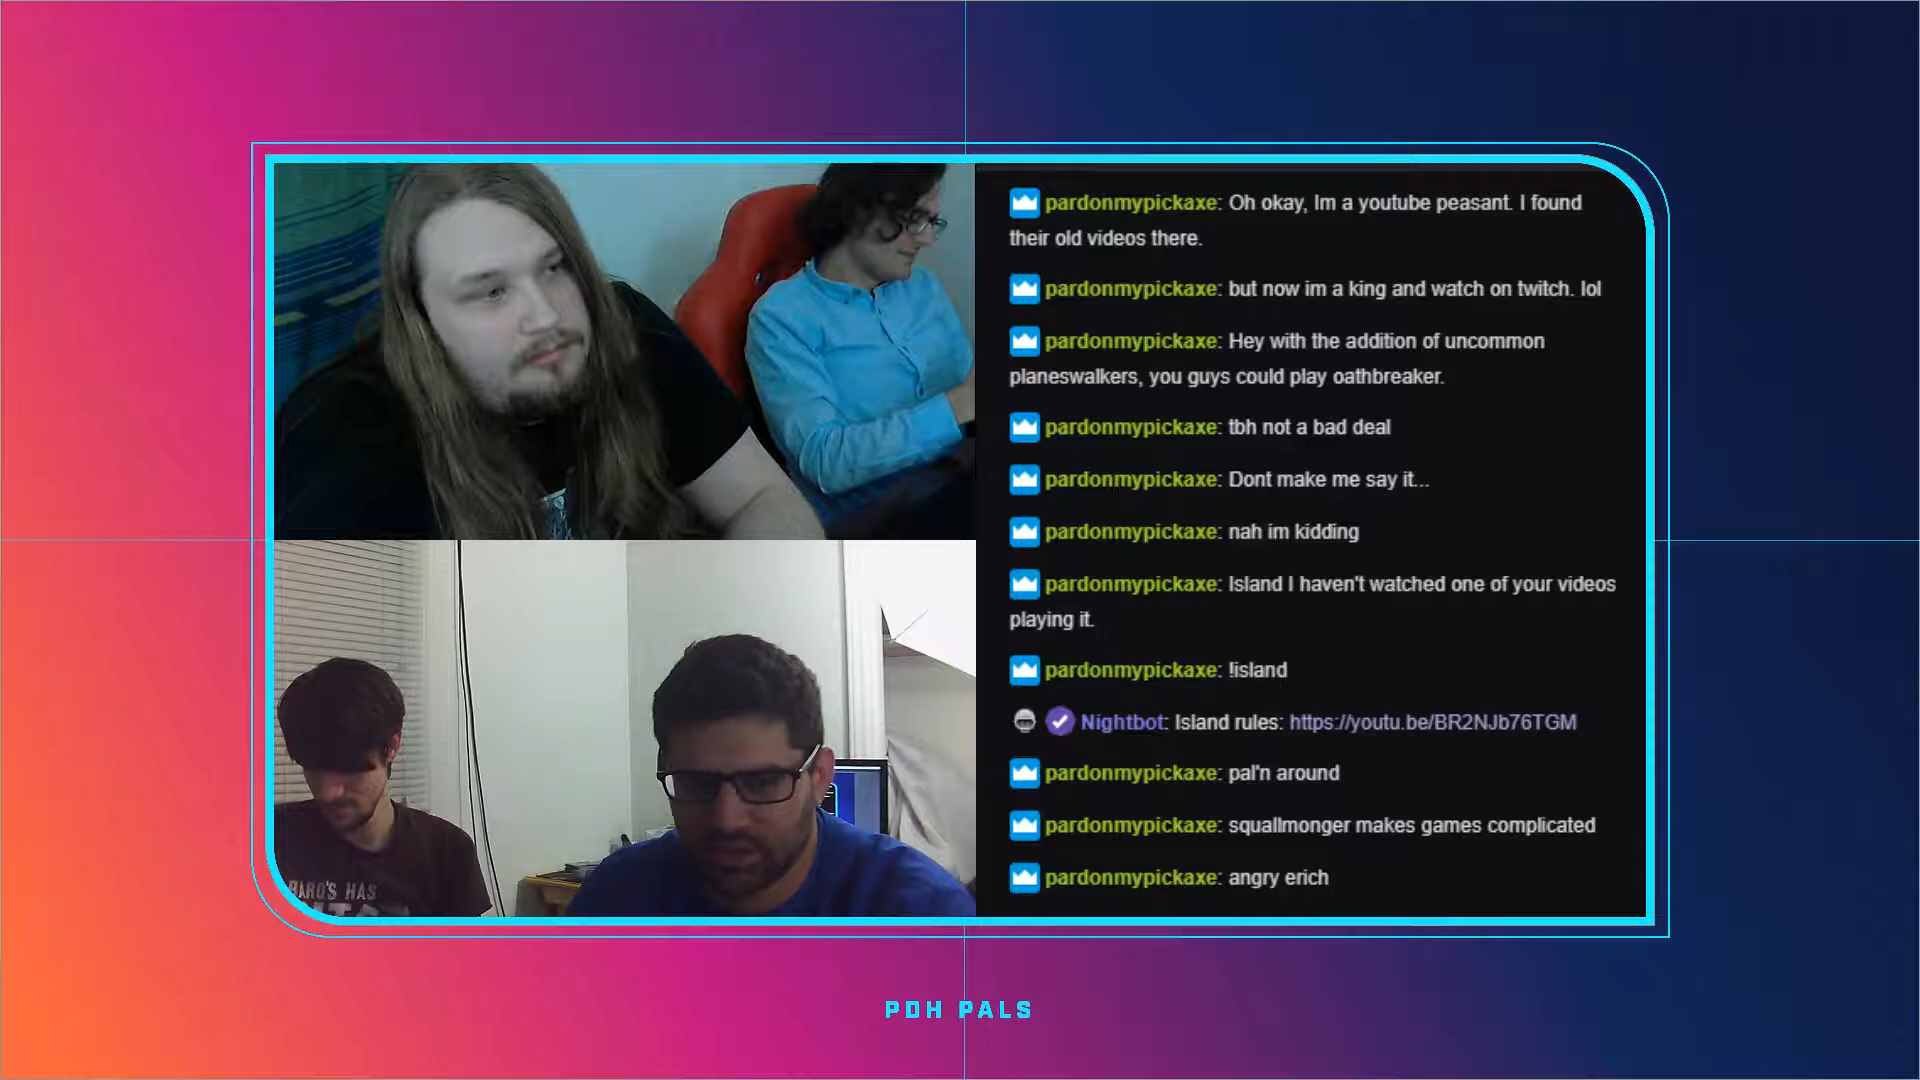 pardonmypickaxe: Oh okay, Im a youtube peasant. I found
their old videos there.
pardonmypickaxe: but now im a king and watch on twitch. lol
pardonmypickaxe: Hey with the addition of uncommon
planeswalkers, you guys could play oathbreaker.
pardonmypickaxe: tbh not a bad deal
pardonmypickaxe: Dont make me say it...
pardonmypickaxe: nah im kidding
pardonmypickaxe: Island I haven't watched one of your videos
playing it.
pardonmypickaxe: !island
Nightbot: Island rules: https://youtu.be/BR2NJb76TGM
pardonmypickaxe: pal'n around
pardonmypickaxe: squallmonger makes games complicated
pardonmypickaxe: angry erich
HAS
PDH PALS